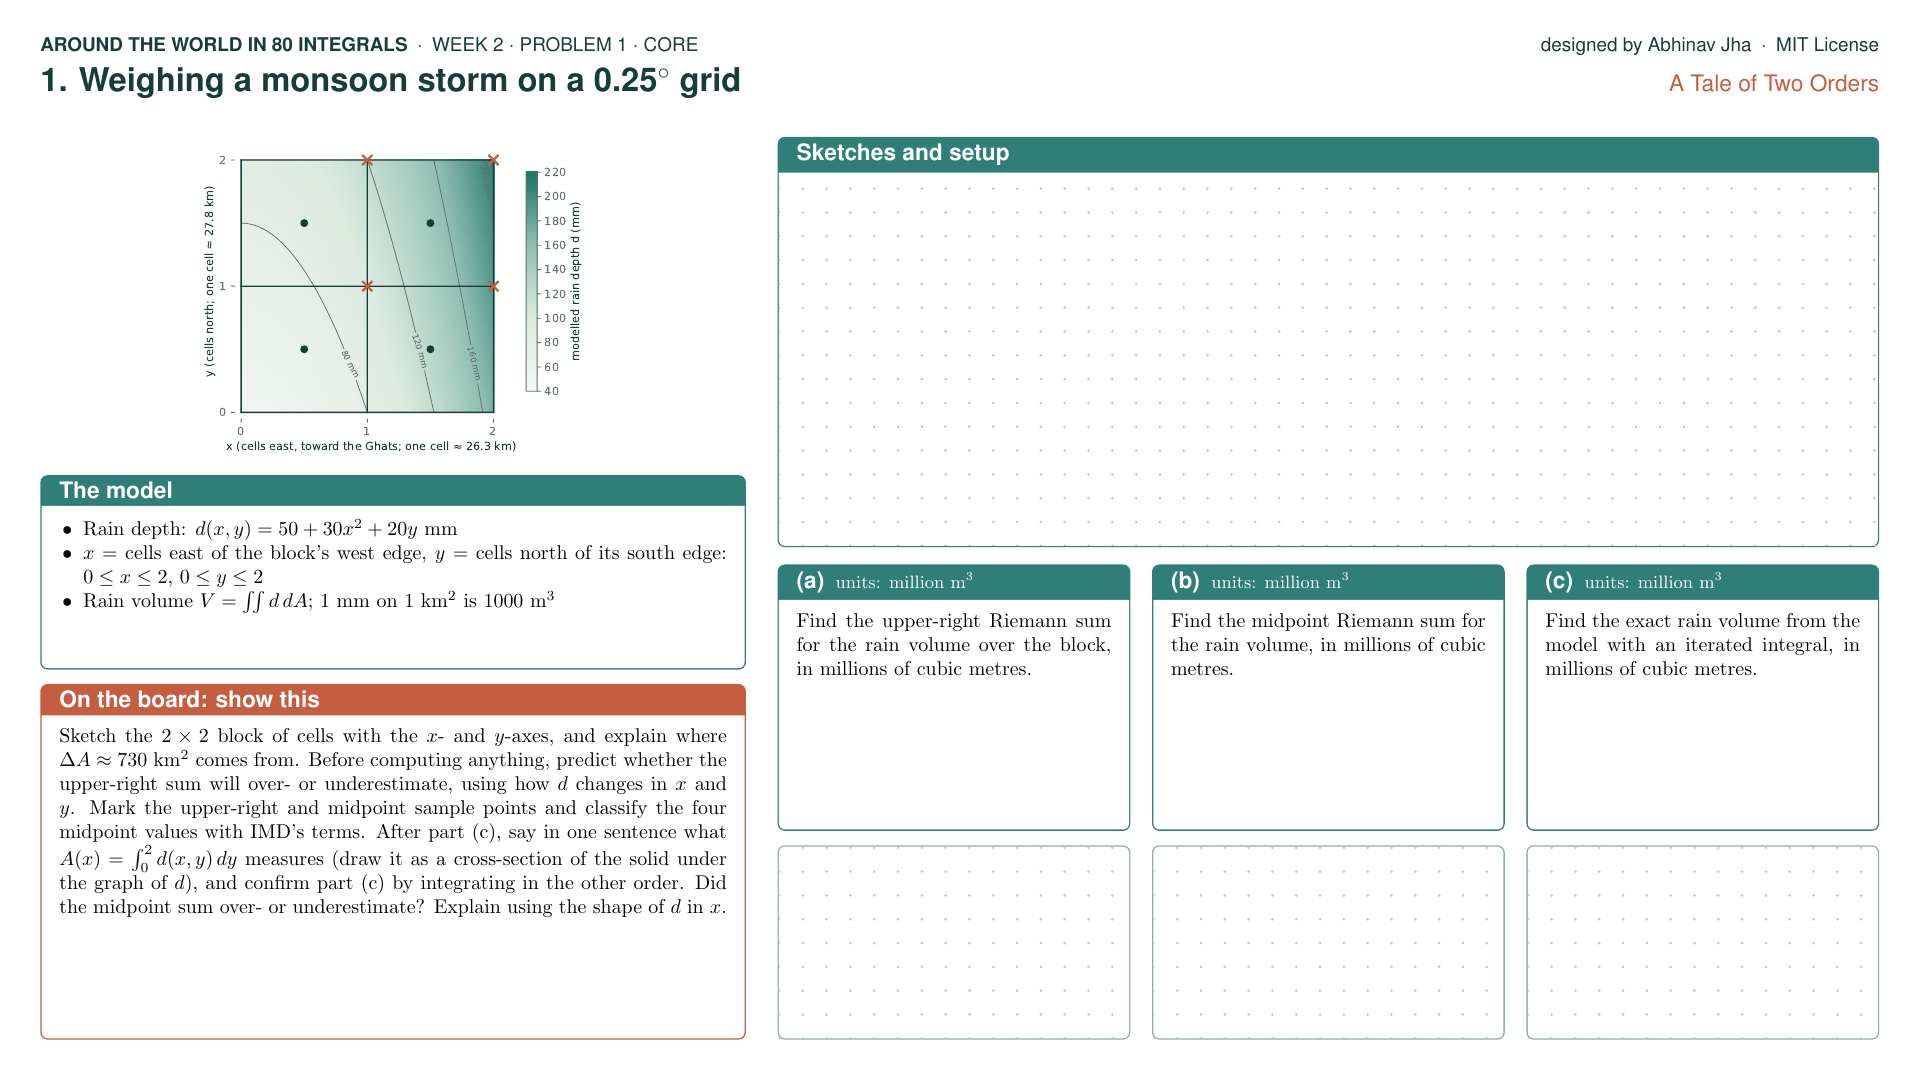 AROUND THE WORLD IN 80 INTEGRALS · WEEK 2 · PROBLEM 1 · CORE
designed by Abhinav Jha · MIT License
1. Weighing a monsoon storm on a 0.25° grid
A Tale of Two Orders
2
1
0
y (cells north; one cell ≈ 27.8 km)
0 1 2
x (cells east, toward the Ghats; one cell ≈ 26.3 km)
80 mm
120 mm
160 mm
220
200
180
160
140
120
100
80
60
40
modelled rain depth d (mm)
The model
• Rain depth: d(x, y) = 50 + 30x² + 20y mm
• x = cells east of the block's west edge, y = cells north of its south edge:
0 ≤ x ≤ 2, 0 ≤ y ≤ 2
• Rain volume V = ∬ d dA; 1 mm on 1 km² is 1000 m³
On the board: show this
Sketch the 2 × 2 block of cells with the x- and y-axes, and explain where
ΔA ≈ 730 km² comes from. Before computing anything, predict whether the
upper-right sum will over- or underestimate, using how d changes in x and
y. Mark the upper-right and midpoint sample points and classify the four
midpoint values with IMD's terms. After part (c), say in one sentence what
A(x) = ∫₀² d(x, y) dy measures (draw it as a cross-section of the solid under
the graph of d), and confirm part (c) by integrating in the other order. Did
the midpoint sum over- or underestimate? Explain using the shape of d in x.
Sketches and setup
(a) units: million m³
Find the upper-right Riemann sum
for the rain volume over the block,
in millions of cubic metres.
(b) units: million m³
Find the midpoint Riemann sum for
the rain volume, in millions of cubic
metres.
(c) units: million m³
Find the exact rain volume from the
model with an iterated integral, in
millions of cubic metres.